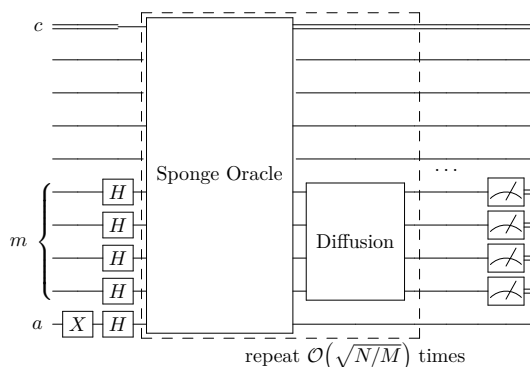 c
Sponge Oracle
H
· · ·
H
m
Diffusion
H
H
a
X
H
repeat O(√N/M) times